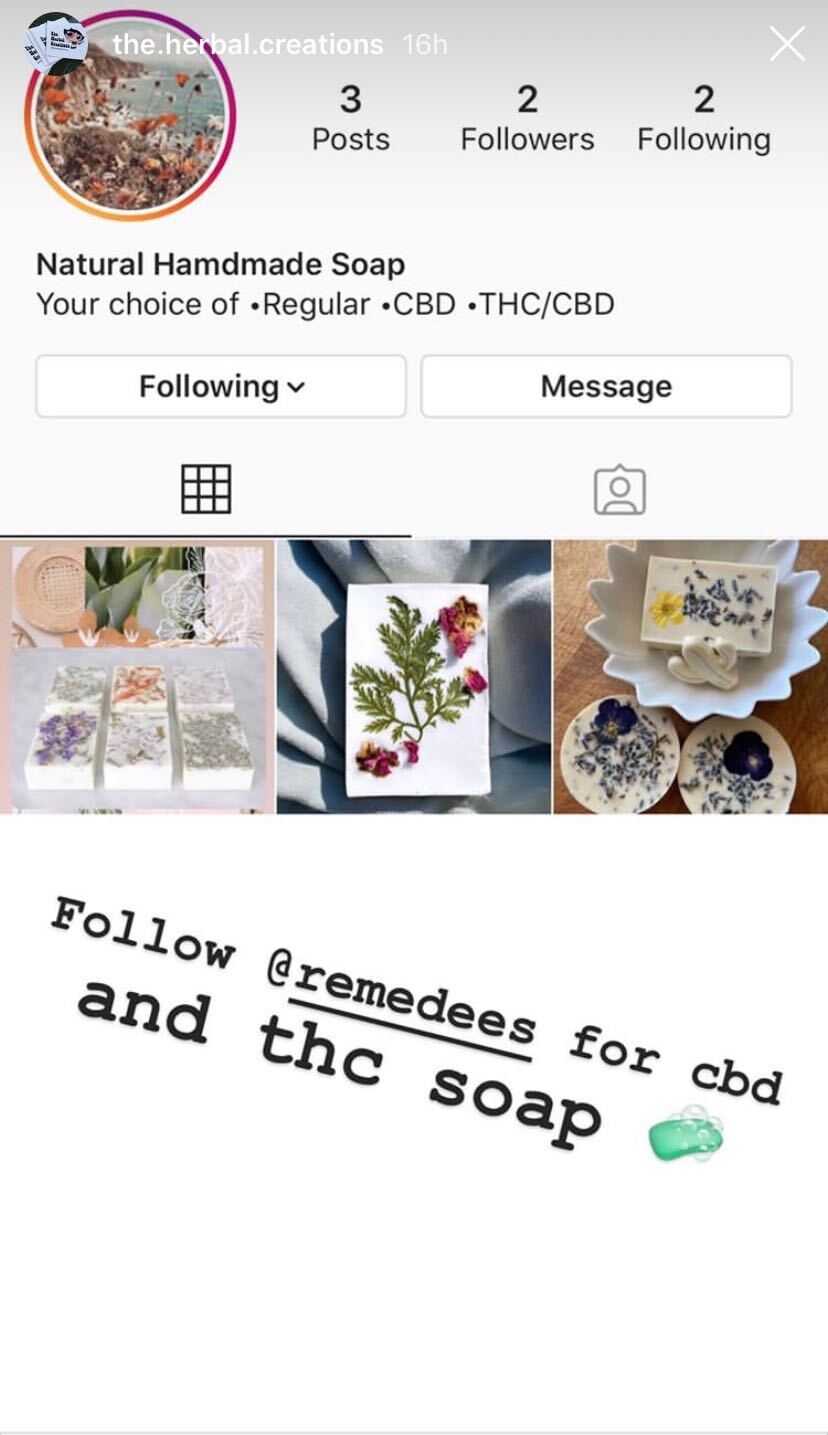 the.herbal.creations 16h
3 2 2
Posts Followers Following
Natural Hamdmade Soap
Your choice of •Regular •CBD •THC/CBD
Following Message
Follow @remedees for cbd
and thc soap